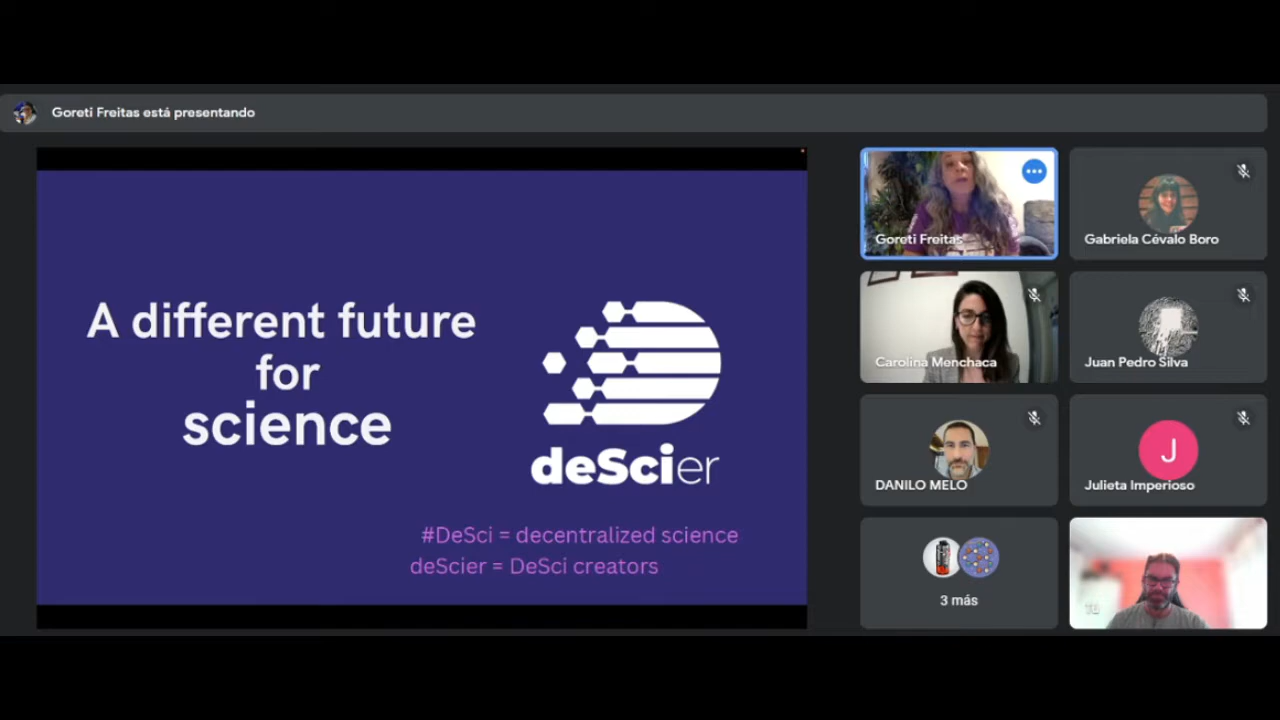 Goreti Freitas está presentando
A different future
for
science
deScier
#DeSci = decentralized science
deScier = DeSci creators
Goreti Freitas
Gabriela Cévalo Boro
Carolina Menchaca
Juan Pedro Silva
DANILO MELO
J
Julieta Imperioso
3 más
TÚ